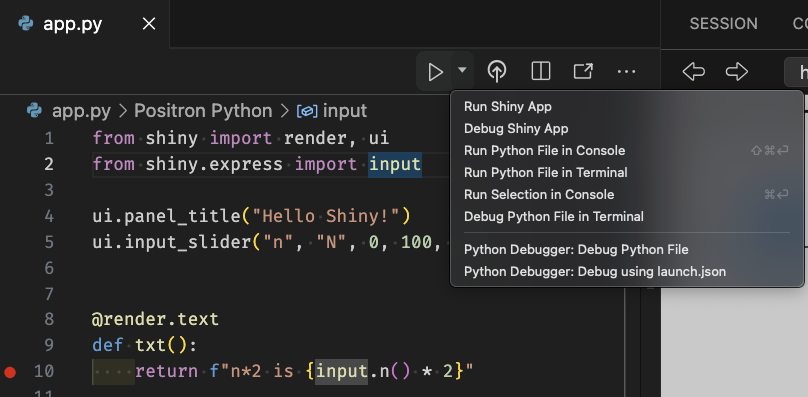 app.py
SESSION
app.py > Positron Python > input
1 from shiny import render, ui
2 from shiny.express import input
3
4 ui.panel_title("Hello Shiny!")
5 ui.input_slider("n", "N", 0, 100,
6
7
8 @render.text
9 def txt():
10 return f"n*2 is {input.n() * 2}"
11
Run Shiny App
Debug Shiny App
Run Python File in Console ⇧⌘⏎
Run Python File in Terminal
Run Selection in Console ⌘⏎
Debug Python File in Terminal
Python Debugger: Debug Python File
Python Debugger: Debug using launch.json